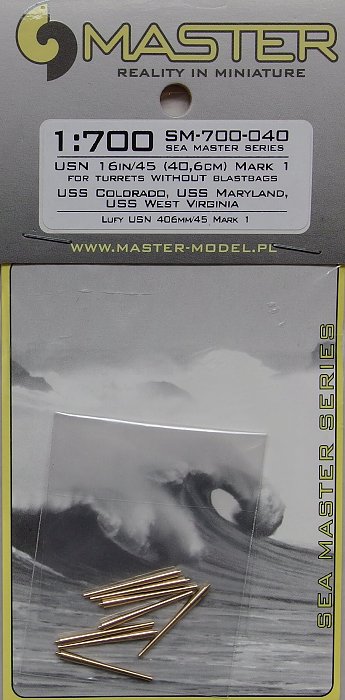 MASTER
REALITY IN MINIATURE
1:700 SM-700-040
SEA MASTER SERIES
USN 16IN/45 (40,6CM) MARK 1
FOR TURRETS WITHOUT BLASTBAGS
USS COLORADO, USS MARYLAND,
USS WEST VIRGINIA
LUFY USN 406MM/45 MARK 1
WWW.MASTER-MODEL.PL
SEA MASTER SERIES